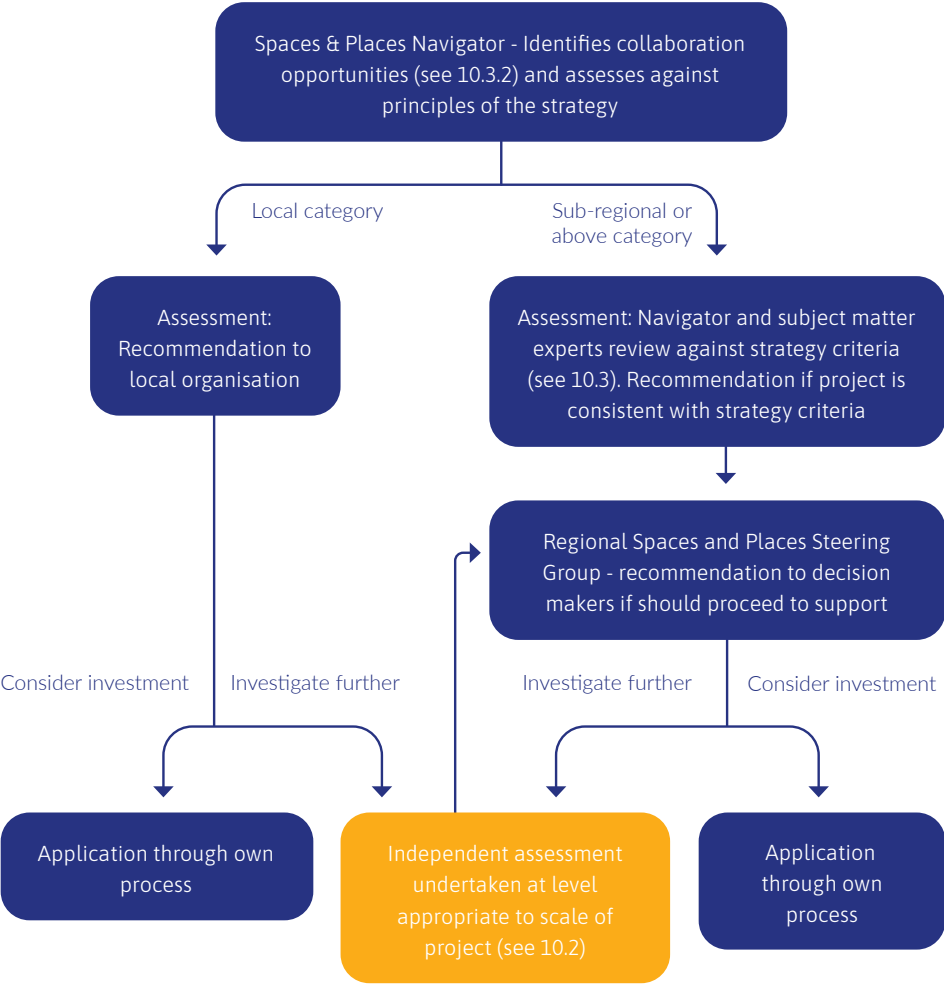 Spaces & Places Navigator - Identifies collaboration
opportunities (see 10.3.2) and assesses against
principles of the strategy
Local category
Sub-regional or
above category
Assessment:
Recommendation to
local organisation
Assessment: Navigator and subject matter
experts review against strategy criteria
(see 10.3). Recommendation if project is
consistent with strategy criteria
Regional Spaces and Places Steering
Group - recommendation to decision
makers if should proceed to support
Consider investment
Investigate further
Investigate further
Consider investment
Application through own
process
Independent assessment
undertaken at level
appropriate to scale of
project (see 10.2)
Application
through own
process